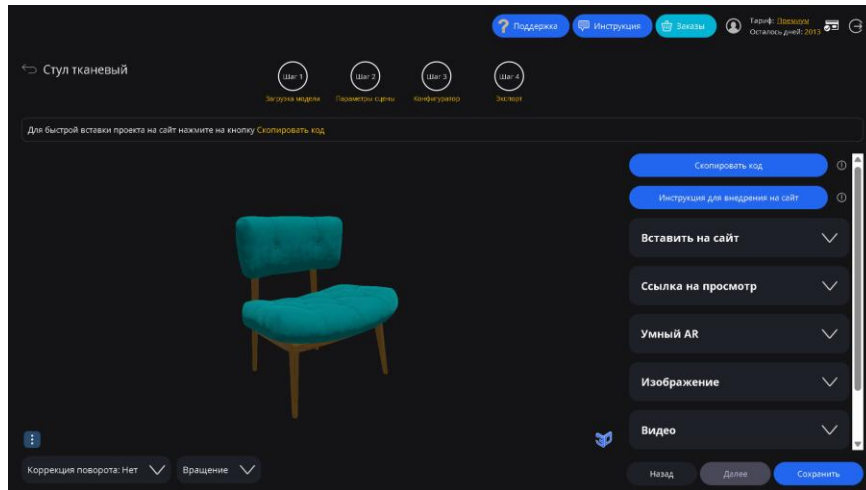 Поддержка
Инструкция
Заказы
Тариф: Премиум
Осталось дней: 2013
Стул тканевый
Шаг 1
Шаг 2
Шаг 3
Шаг 4
Загрузка модели
Параметры сцены
Конфигуратор
Экспорт
Для быстрой вставки проекта на сайт нажмите на кнопку Скопировать код
Скопировать код
Инструкция для внедрения на сайт
Вставить на сайт
Ссылка на просмотр
Умный AR
Изображение
Видео
3D
Коррекция поворота: Нет
Вращение
Назад
Далее
Сохранить